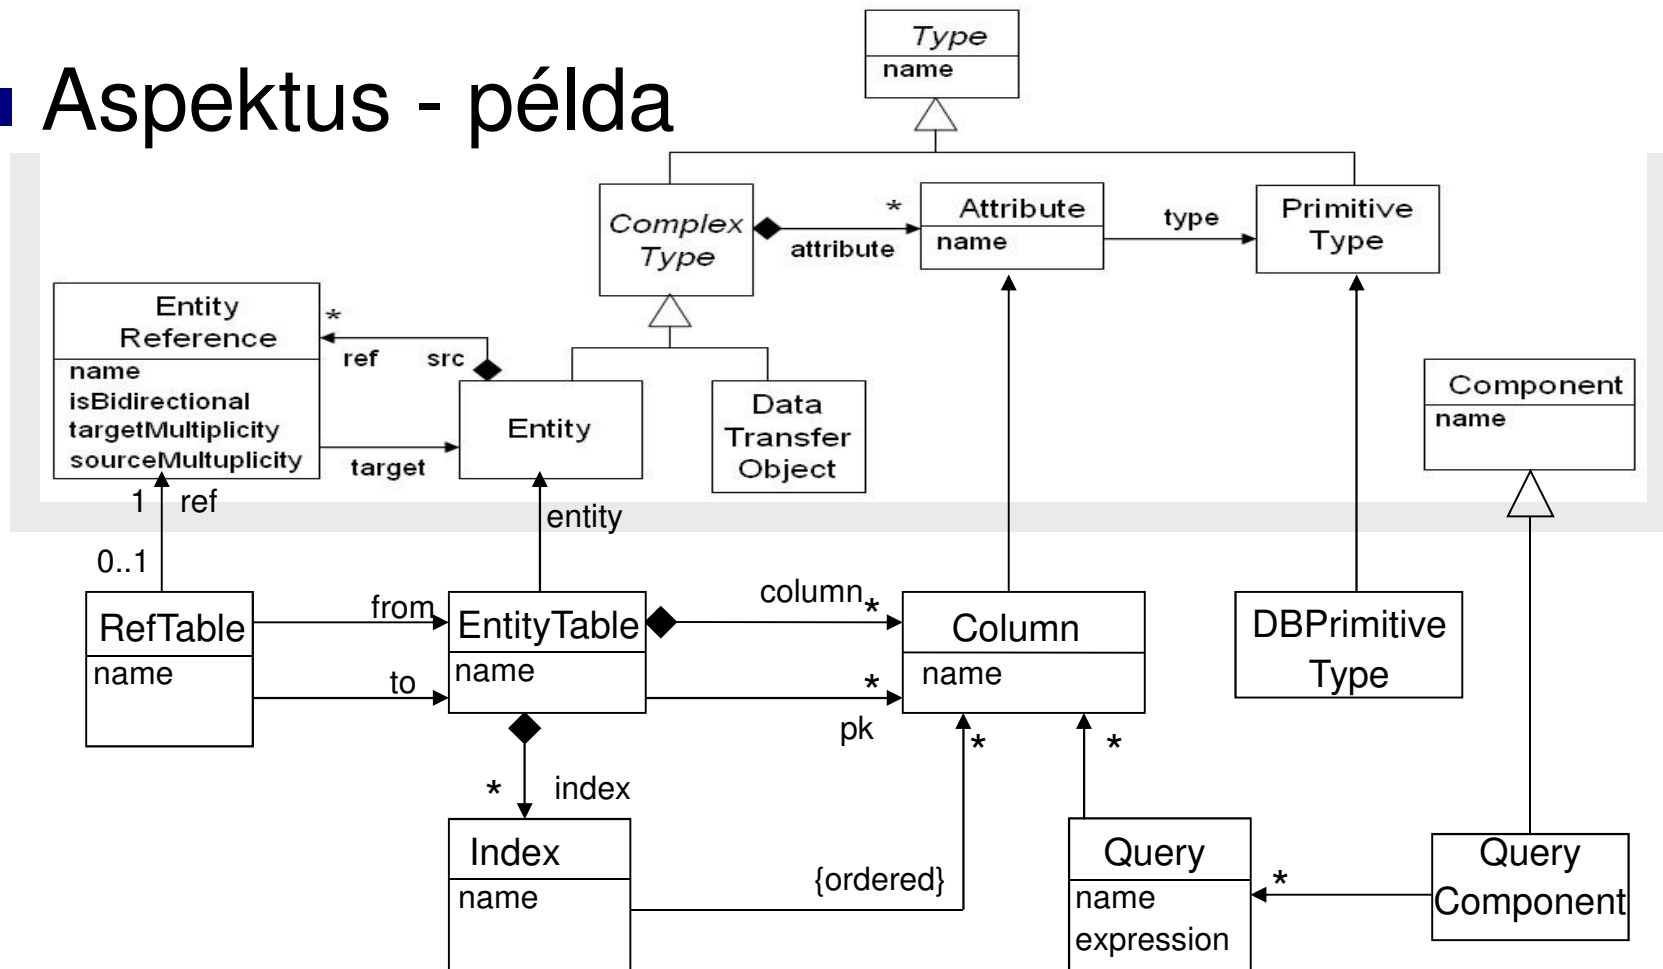 Aspektus - példa
Type
name
Complex
Type
*
attribute
Attribute
name
type
Primitive
Type
Entity
Reference
name
isBidirectional
targetMultiplicity
sourceMultuplicity
*
ref
src
target
Entity
Data
Transfer
Object
Component
name
1
ref
0..1
entity
RefTable
name
from
to
EntityTable
name
column
*
*
pk
Column
name
DBPrimitive
Type
*
index
Index
name
{ordered}
*
*
Query
name
expression
*
Query
Component